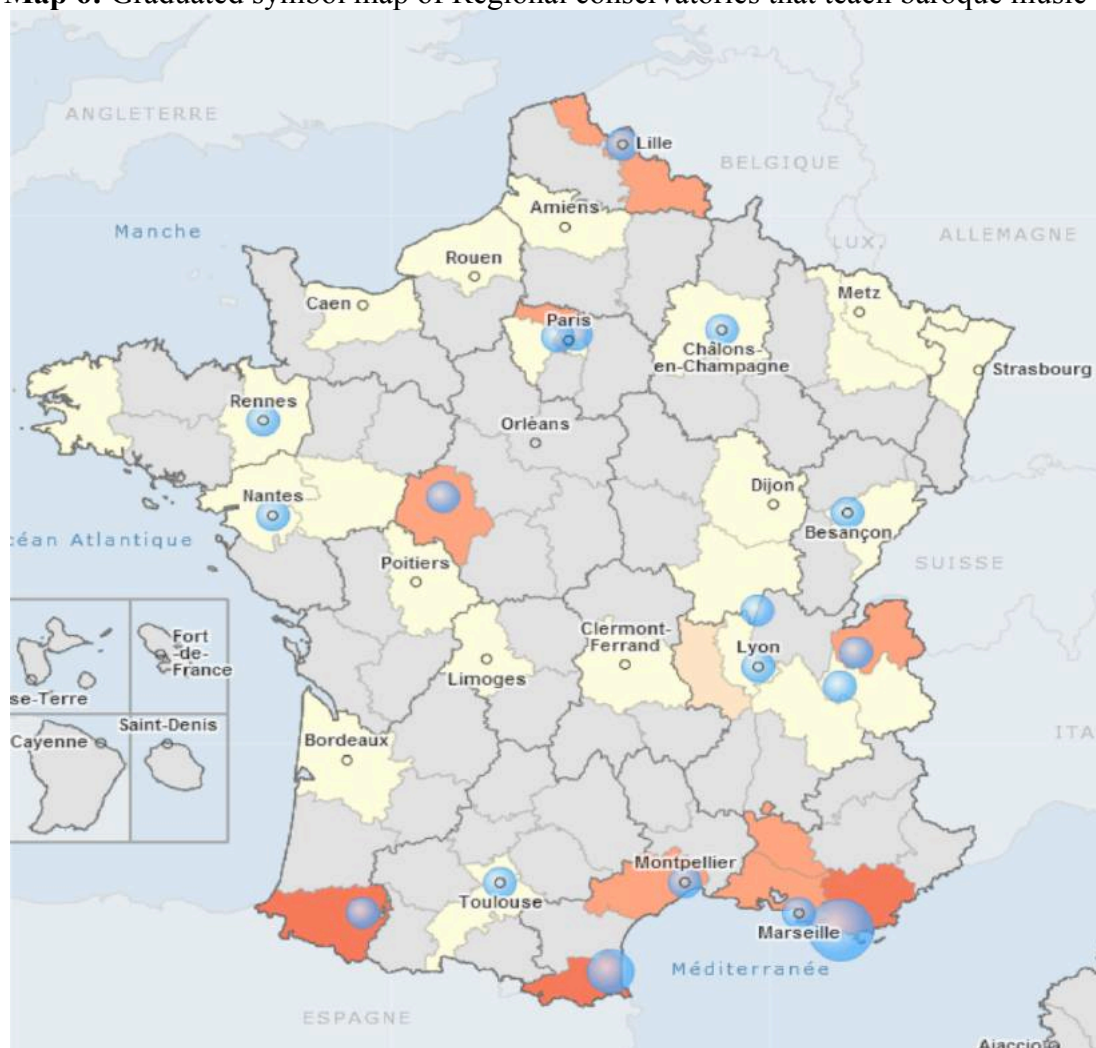 Map 6: Graduated symbol map of Regional conservatories that teach baroque music
ANGLETERRE
Lille
BELGIQUE
Amiens
Manche
LUX.
ALLEMAGNE
Rouen
Metz
Caen
Paris
Châlons-
en-Champagne
Strasbourg
Rennes
Orléans
Nantes
Dijon
Besançon
céan Atlantique
Poitiers
SUISSE
Clermont-
Ferrand
Lyon
Limoges
Fort
-de-
France
se-Terre
Saint-Denis
Cayenne
ITA
Bordeaux
Montpellier
Toulouse
Marseille
Méditerranée
ESPAGNE
Ajaccio